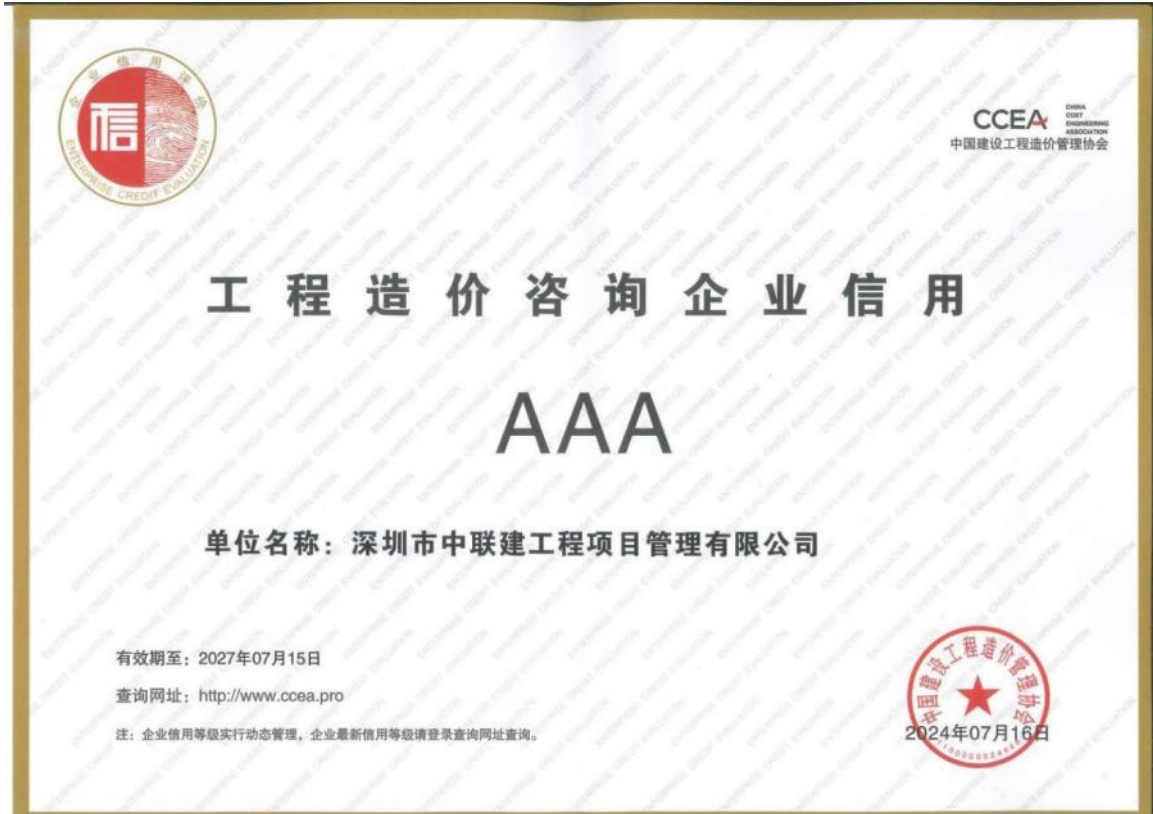 企业信用评价
信
ENTERPRISE CREDIT EVALUATION
CCEA
CHINA
COST
ENGINEERING
ASSOCIATION
中国建设工程造价管理协会
工程造价咨询企业信用
AAA
单位名称：深圳市中联建工程项目管理有限公司
有效期至：2027年07月15日
查询网址：http://www.ccea.pro
注：企业信用等级实行动态管理，企业最新信用等级请登录查询网址查询。
中国建设工程造价管理协会
2024年07月16日